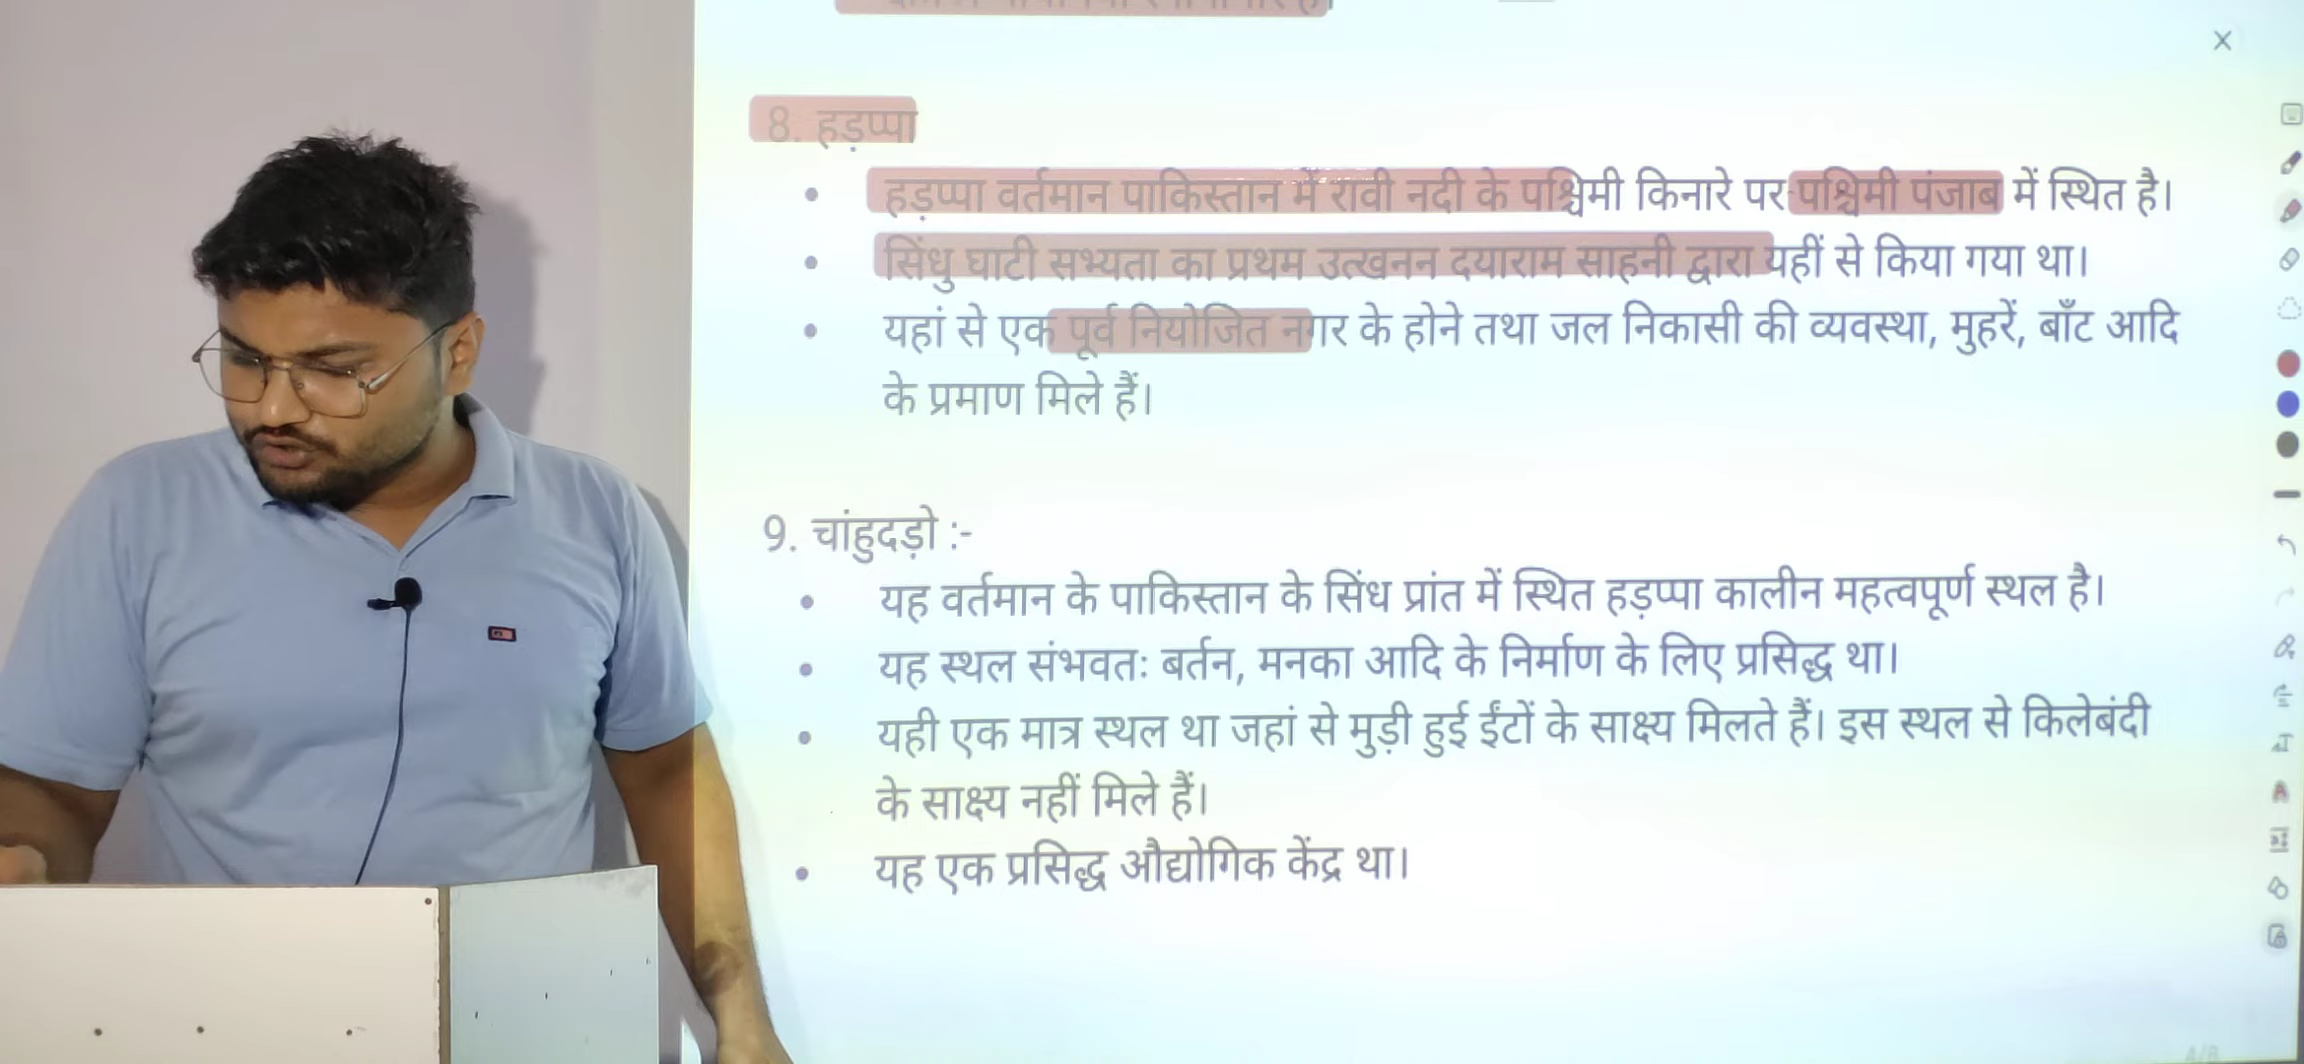 8. हड़प्पा
• हड़प्पा वर्तमान पाकिस्तान में रावी नदी के पश्चिमी किनारे पर पश्चिमी पंजाब में स्थित है।
• सिंधु घाटी सभ्यता का प्रथम उत्खनन दयाराम साहनी द्वारा यहीं से किया गया था।
• यहां से एक पूर्व नियोजित नगर के होने तथा जल निकासी की व्यवस्था, मुहरें, बाँट आदि
के प्रमाण मिले हैं।
9. चांहुदड़ो :-
• यह वर्तमान के पाकिस्तान के सिंध प्रांत में स्थित हड़प्पा कालीन महत्वपूर्ण स्थल है।
• यह स्थल संभवतः बर्तन, मनका आदि के निर्माण के लिए प्रसिद्ध था।
• यही एक मात्र स्थल था जहां से मुड़ी हुई ईंटों के साक्ष्य मिलते हैं। इस स्थल से किलेबंदी
के साक्ष्य नहीं मिले हैं।
• यह एक प्रसिद्ध औद्योगिक केंद्र था।